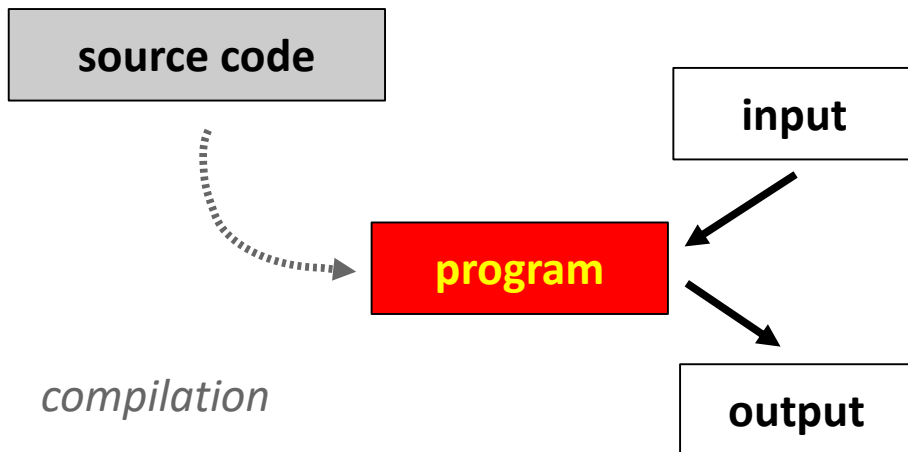 source code
input
program
compilation
output